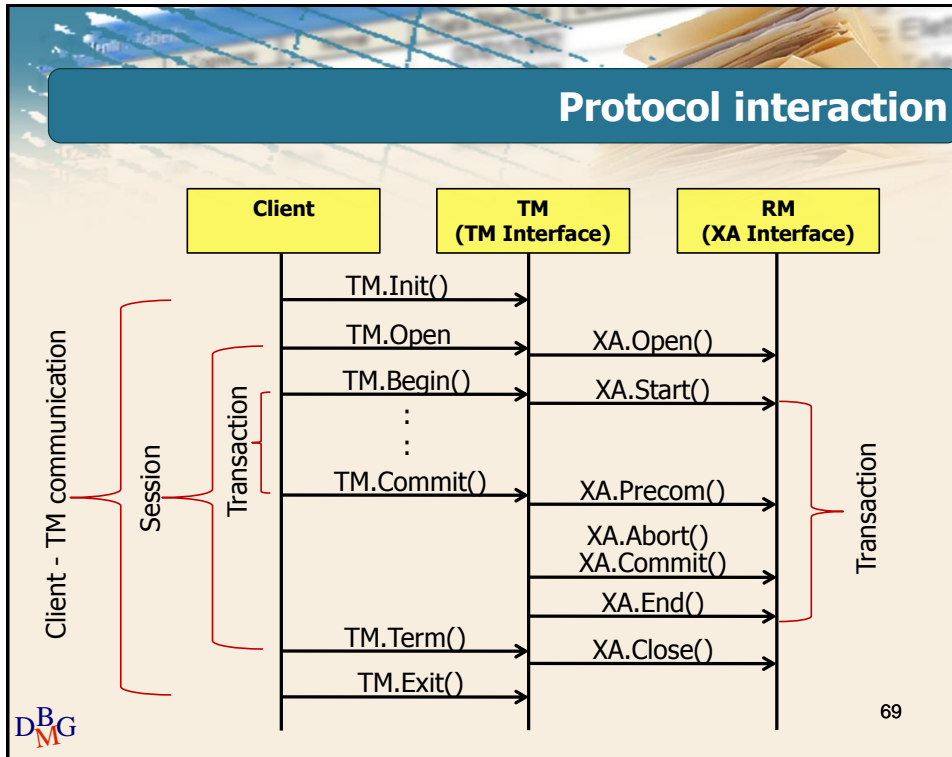 Protocol interaction
Client
TM
(TM Interface)
RM
(XA Interface)
TM.Init()
TM.Open
XA.Open()
TM.Begin()
XA.Start()
:
:
TM.Commit()
XA.Precom()
XA.Abort()
XA.Commit()
XA.End()
TM.Term()
XA.Close()
TM.Exit()
Client - TM communication
Session
Transaction
Transaction
DBMG
69